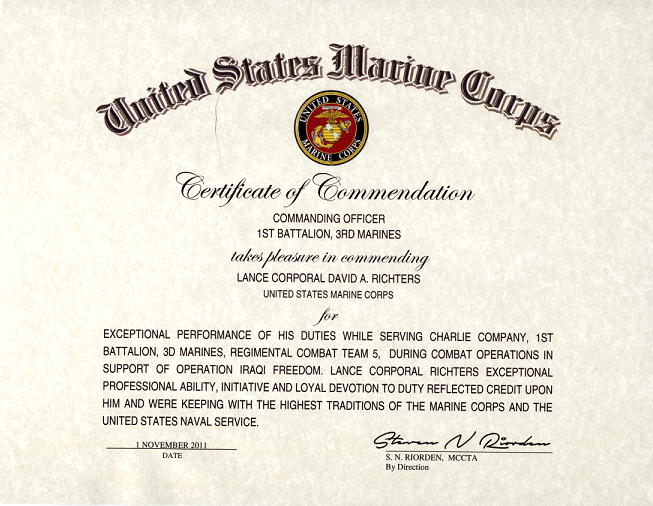 United States Marine Corps
UNITED STATES
MARINE CORPS
Certificate of Commendation
COMMANDING OFFICER
1ST BATTALION, 3RD MARINES
takes pleasure in commending
LANCE CORPORAL DAVID A. RICHTERS
UNITED STATES MARINE CORPS
for
EXCEPTIONAL PERFORMANCE OF HIS DUTIES WHILE SERVING CHARLIE COMPANY, 1ST
BATTALION, 3D MARINES, REGIMENTAL COMBAT TEAM 5, DURING COMBAT OPERATIONS IN
SUPPORT OF OPERATION IRAQI FREEDOM. LANCE CORPORAL RICHTERS EXCEPTIONAL
PROFESSIONAL ABILITY, INITIATIVE AND LOYAL DEVOTION TO DUTY REFLECTED CREDIT UPON
HIM AND WERE KEEPING WITH THE HIGHEST TRADITIONS OF THE MARINE CORPS AND THE
UNITED STATES NAVAL SERVICE.
1 NOVEMBER 2011
DATE
Steven N Riorden
S. N. RIORDEN, MCCTA
By Direction